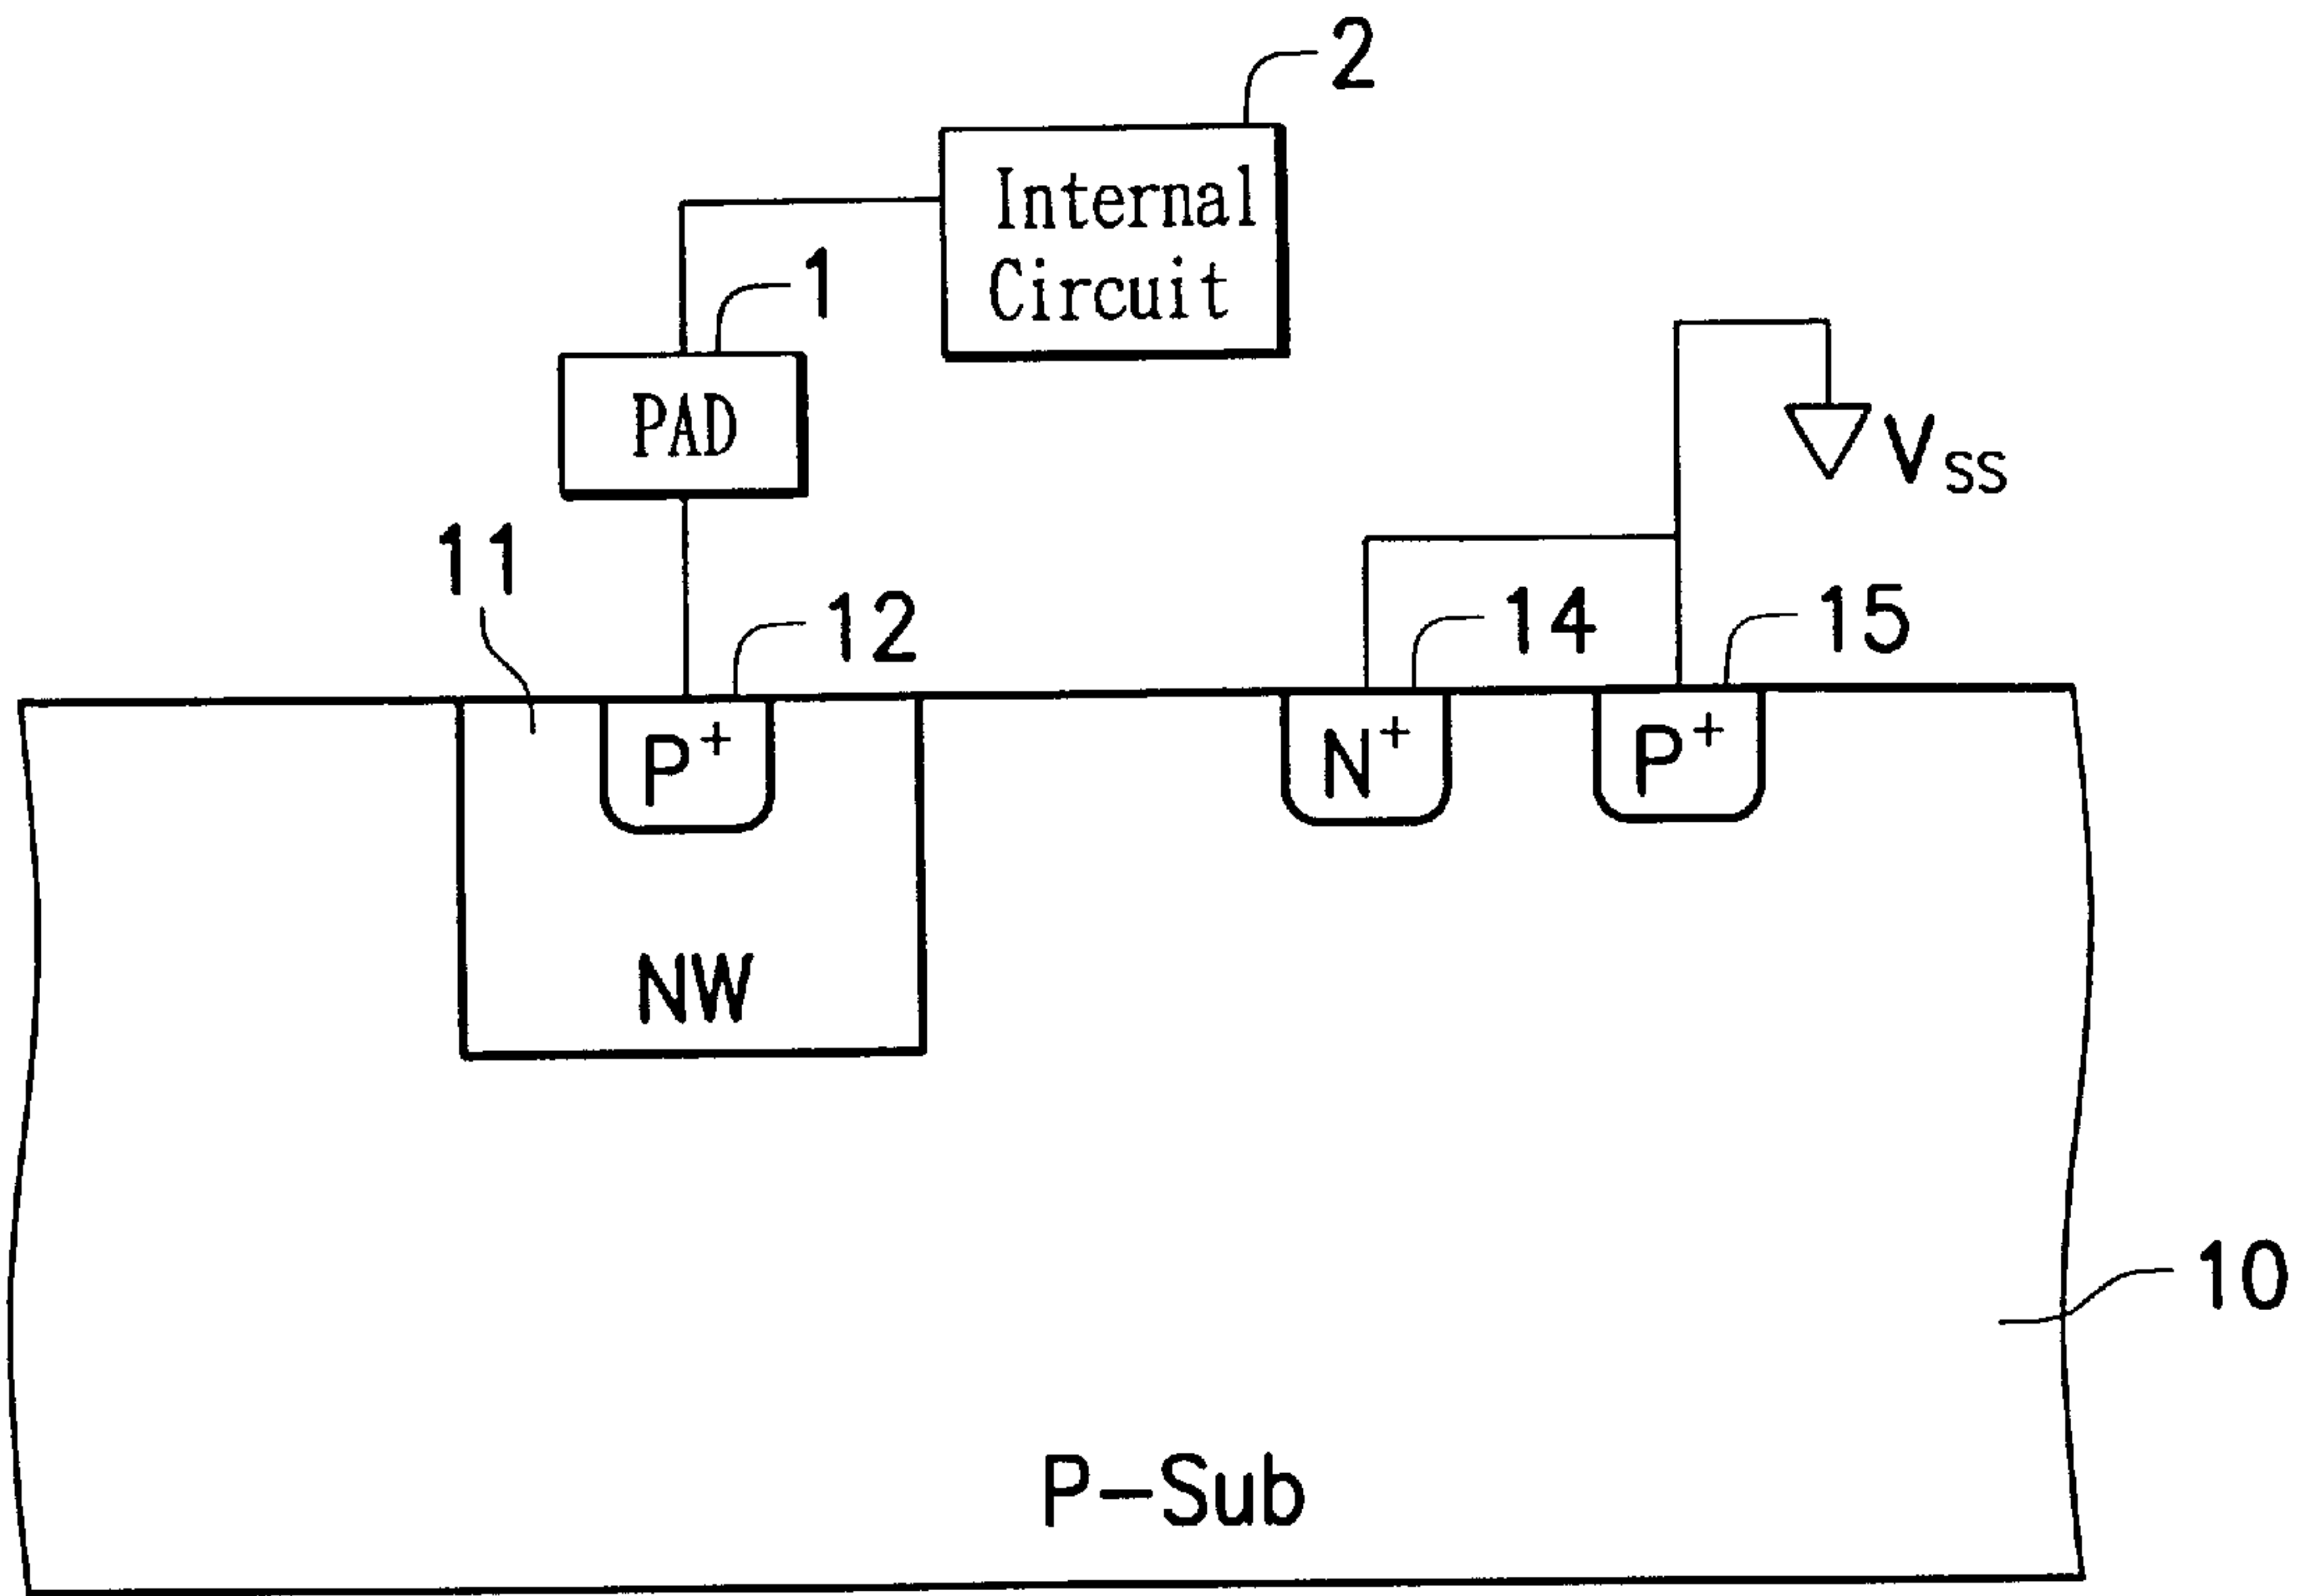 2
Internal
Circuit
1
PAD
VSS
11
12
14
15
P+
N+
P+
NW
10
P-Sub